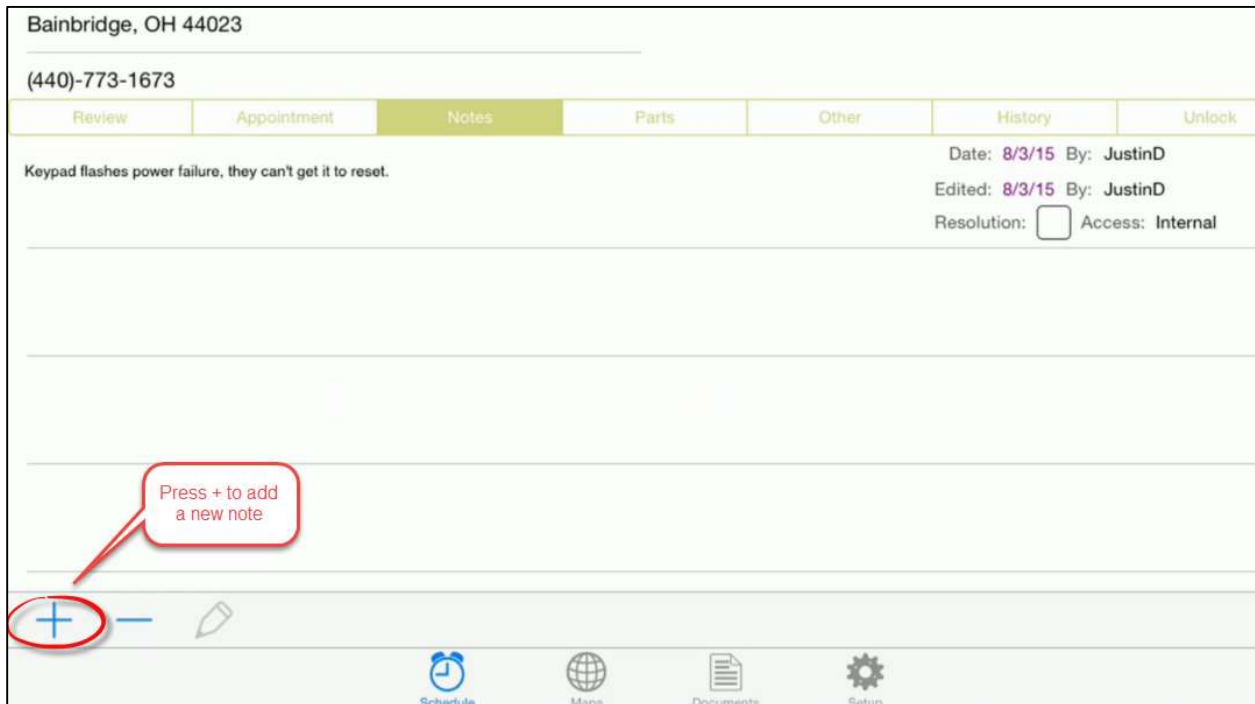 Bainbridge, OH 44023
(440)-773-1673
Review Appointment Notes Parts Other History Unlock
Keypad flashes power failure, they can't get it to reset.
Date: 8/3/15 By: JustinD
Edited: 8/3/15 By: JustinD
Resolution: Access: Internal
Press + to add
a new note
Schedule Maps Documents Setup